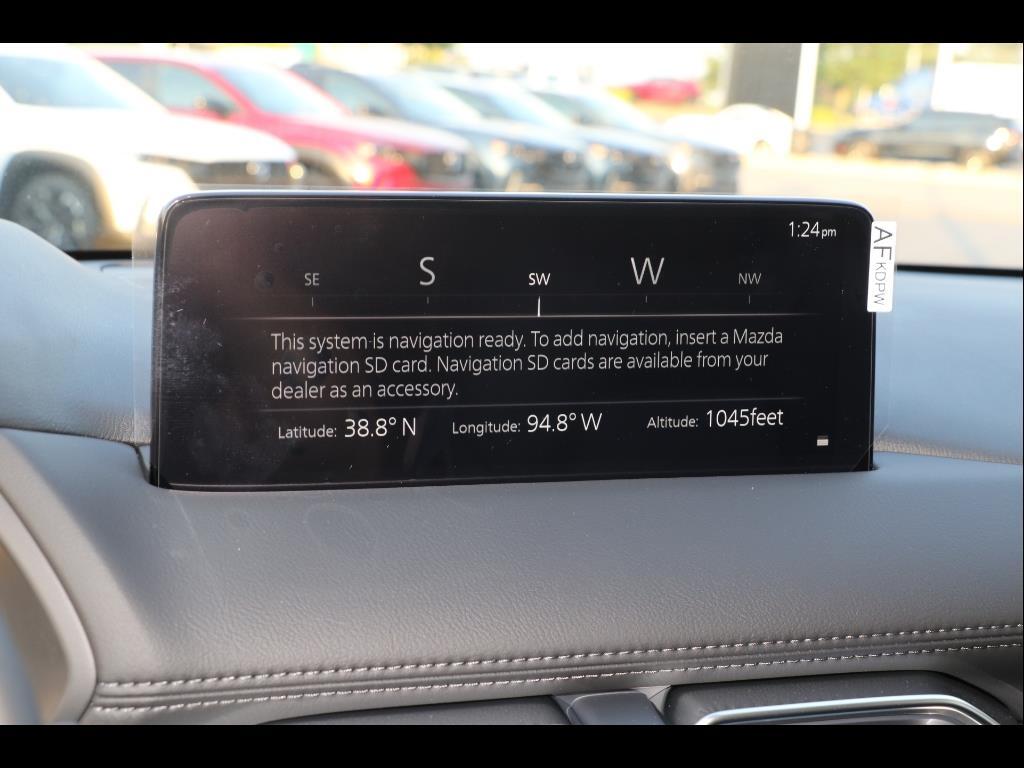 1:24pm
SE S SW W NW
This system is navigation ready. To add navigation, insert a Mazda
navigation SD card. Navigation SD cards are available from your
dealer as an accessory.
Latitude: 38.8° N Longitude: 94.8° W Altitude: 1045feet
AF
KDPW